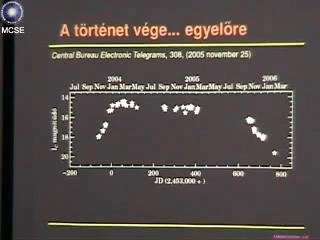 MCSE
A történet vége... egyelőre
Central Bureau Electronic Telegrams, 308, (2005 november 25)
2004 2005 2006
Jul Sep Nov Jan Mar May Jul Sep Nov Jan Mar May Jul Sep Nov Jan Mar
14
16
18
20
-200 0 200 400 600 800
JD (2,453,000 + )